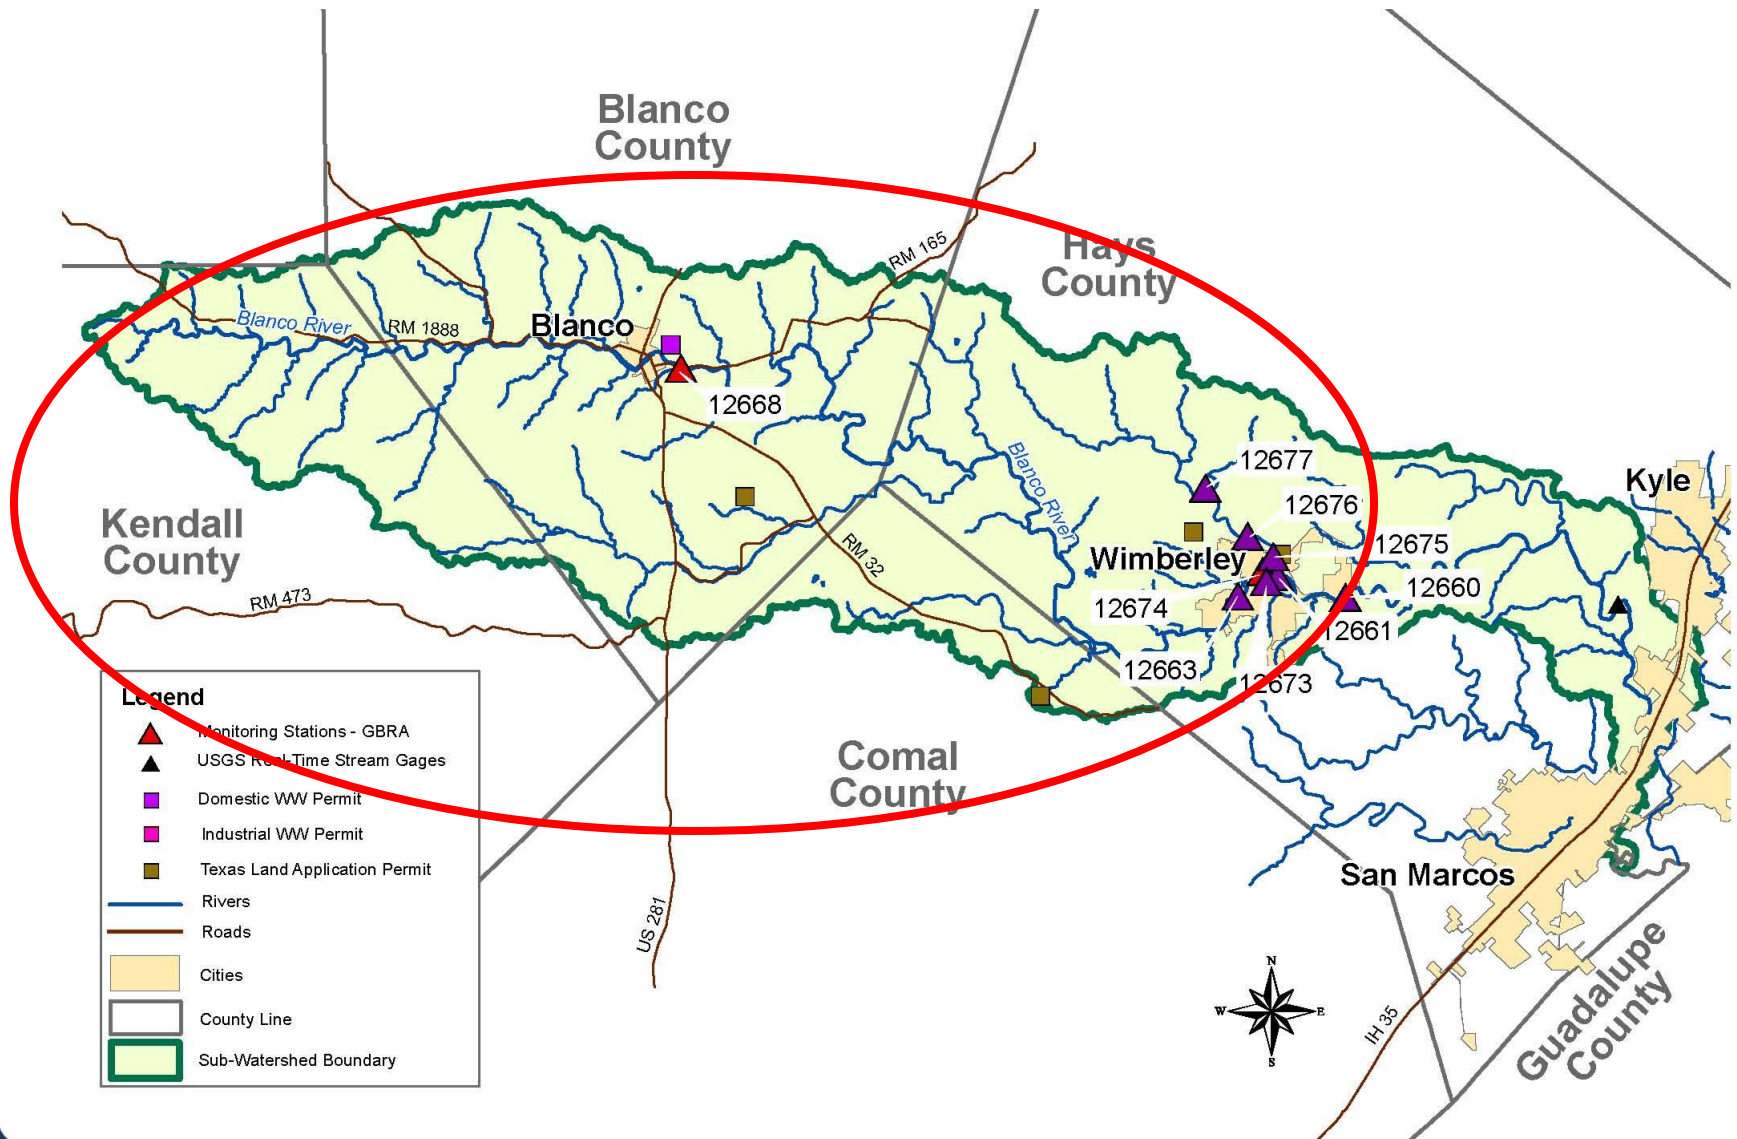 Blanco
County
Hays
County
RM 165
Blanco River
RM 1888
Blanco
12668
Blanco River
12677
12676
Kyle
Kendall
County
RM 32
Wimberley
12675
12674
12660
12661
12663
12673
RM 473
Comal
County
San Marcos
US 281
IH 35
Guadalupe
County
N
W
E
S
Legend
Monitoring Stations - GBRA
USGS Real-Time Stream Gages
Domestic WW Permit
Industrial WW Permit
Texas Land Application Permit
Rivers
Roads
Cities
County Line
Sub-Watershed Boundary